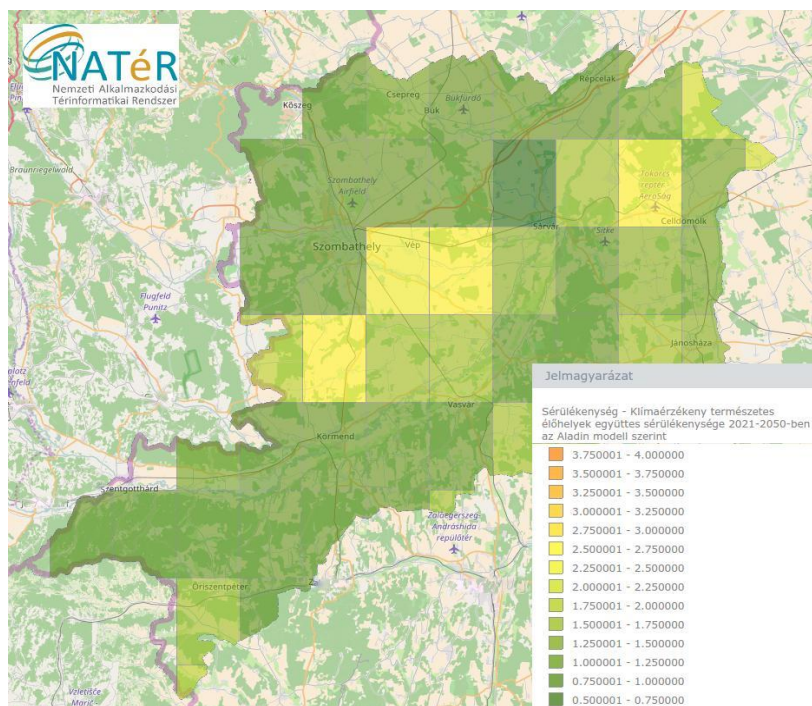 NATéR
Nemzeti Alkalmazkodási
Térinformatikai Rendszer
Répcelak
Csepreg
Bükfürdő
Bük
Kőszeg
Braunriegelwald
Szombathely
Airfield
Tokorcs
reptér
Celldömölk
Sárvár
Sitke
Szombathely
Vép
Flugfeld
Punitz
Jánosháza
Jelmagyarázat
Sérülékenység - Klímaérzékeny természetes
élőhelyek együttes sérülékenysége 2021-2050-ben
az Aladin modell szerint
Vasvár
Körmend
Szentgotthárd
Zalaegerszeg-
Andráshida
repülőtér
Őriszentpéter
3.750001 - 4.000000
3.500001 - 3.750000
3.250001 - 3.500000
3.000001 - 3.250000
2.750001 - 3.000000
2.500001 - 2.750000
2.250001 - 2.500000
2.000001 - 2.250000
1.750001 - 2.000000
1.500001 - 1.750000
1.250001 - 1.500000
1.000001 - 1.250000
0.750001 - 1.000000
0.500001 - 0.750000